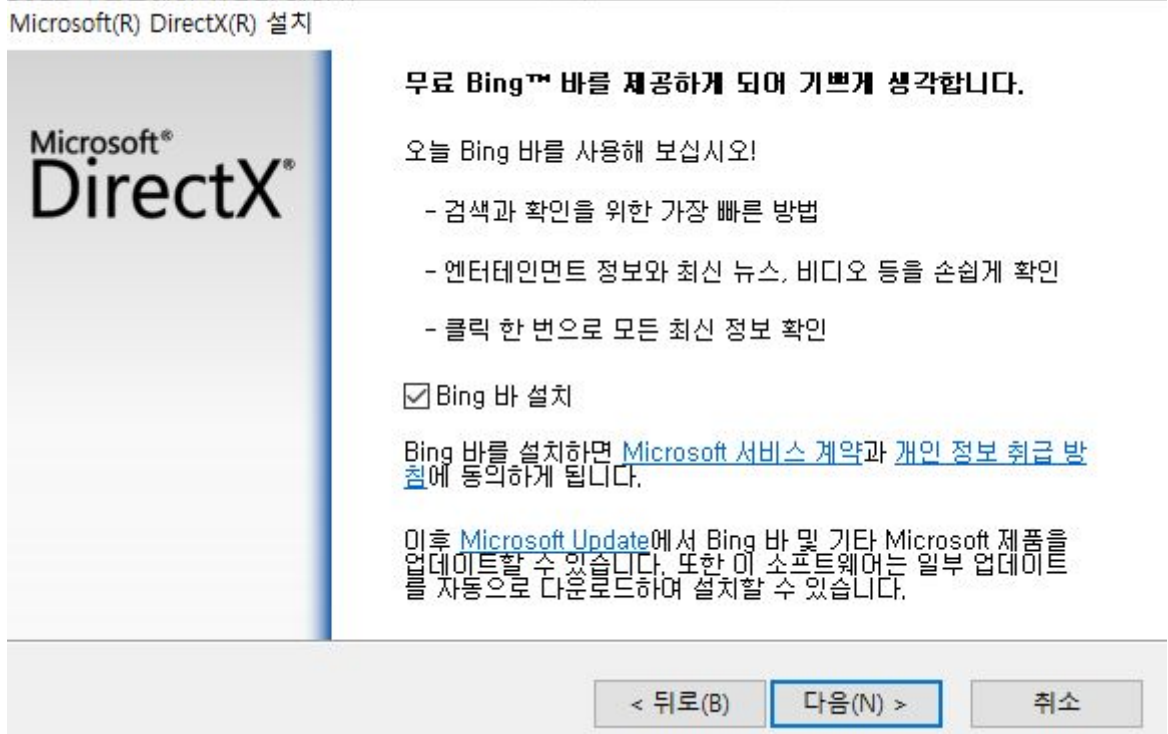 Microsoft(R) DirectX(R) 설치
Microsoft®
DirectX®
무료 Bing™ 바를 제공하게 되어 기쁘게 생각합니다.
오늘 Bing 바를 사용해 보십시오!
- 검색과 확인을 위한 가장 빠른 방법
- 엔터테인먼트 정보와 최신 뉴스, 비디오 등을 손쉽게 확인
- 클릭 한 번으로 모든 최신 정보 확인
Bing 바 설치
Bing 바를 설치하면 Microsoft 서비스 계약과 개인 정보 취급 방
침에 동의하게 됩니다.
이후 Microsoft Update에서 Bing 바 및 기타 Microsoft 제품을
업데이트할 수 있습니다. 또한 이 소프트웨어는 일부 업데이트
를 자동으로 다운로드하여 설치할 수 있습니다.
< 뒤로(B) 다음(N) > 취소